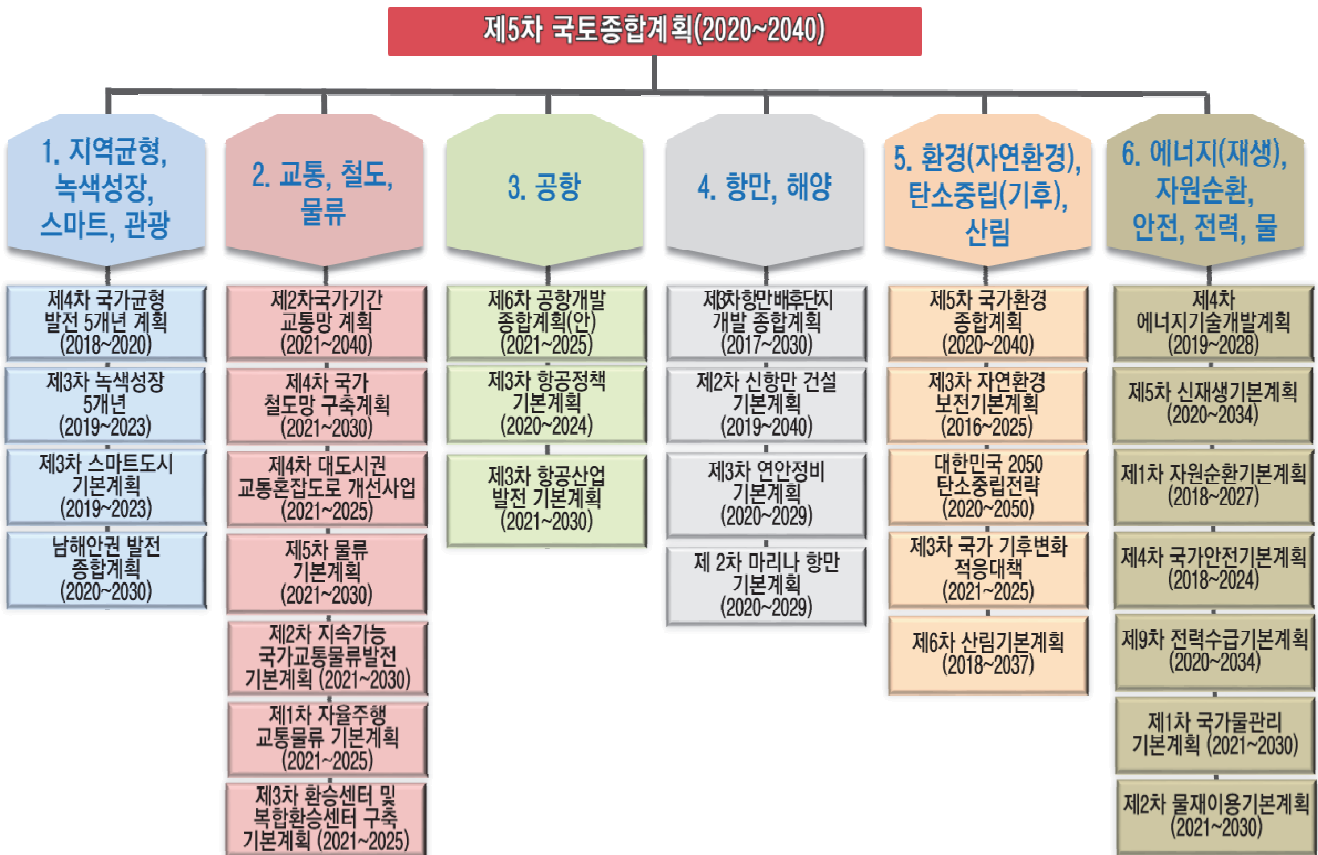 제5차 국토종합계획(2020~2040)
1. 지역균형,
녹색성장,
스마트, 관광
제4차 국가균형
발전 5개년 계획
(2018~2020)
제3차 녹색성장
5개년
(2019~2023)
제3차 스마트도시
기본계획
(2019~2023)
남해안권 발전
종합계획
(2020~2030)
2. 교통, 철도,
물류
제2차국가기간
교통망 계획
(2021~2040)
제4차 국가
철도망 구축계획
(2021~2030)
제4차 대도시권
교통혼잡도로 개선사업
(2021~2025)
제5차 물류
기본계획
(2021~2030)
제2차 지속가능
국가교통물류발전
기본계획 (2021~2030)
제1차 자율주행
교통물류 기본계획
(2021~2025)
제3차 환승센터 및
복합환승센터 구축
기본계획 (2021~2025)
3. 공항
제6차 공항개발
종합계획(안)
(2021~2025)
제3차 항공정책
기본계획
(2020~2024)
제3차 항공산업
발전 기본계획
(2021~2030)
4. 항만, 해양
제3차항만배후단지
개발 종합계획
(2017~2030)
제2차 신항만 건설
기본계획
(2019~2040)
제3차 연안정비
기본계획
(2020~2029)
제 2차 마리나 항만
기본계획
(2020~2029)
5. 환경(자연환경),
탄소중립(기후),
산림
제5차 국가환경
종합계획
(2020~2040)
제3차 자연환경
보전기본계획
(2016~2025)
대한민국 2050
탄소중립전략
(2020~2050)
제3차 국가 기후변화
적응대책
(2021~2025)
제6차 산림기본계획
(2018~2037)
6. 에너지(재생),
자원순환,
안전, 전력, 물
제4차
에너지기술개발계획
(2019~2028)
제5차 신재생기본계획
(2020~2034)
제1차 자원순환기본계획
(2018~2027)
제4차 국가안전기본계획
(2018~2024)
제9차 전력수급기본계획
(2020~2034)
제1차 국가물관리
기본계획 (2021~2030)
제2차 물재이용기본계획
(2021~2030)